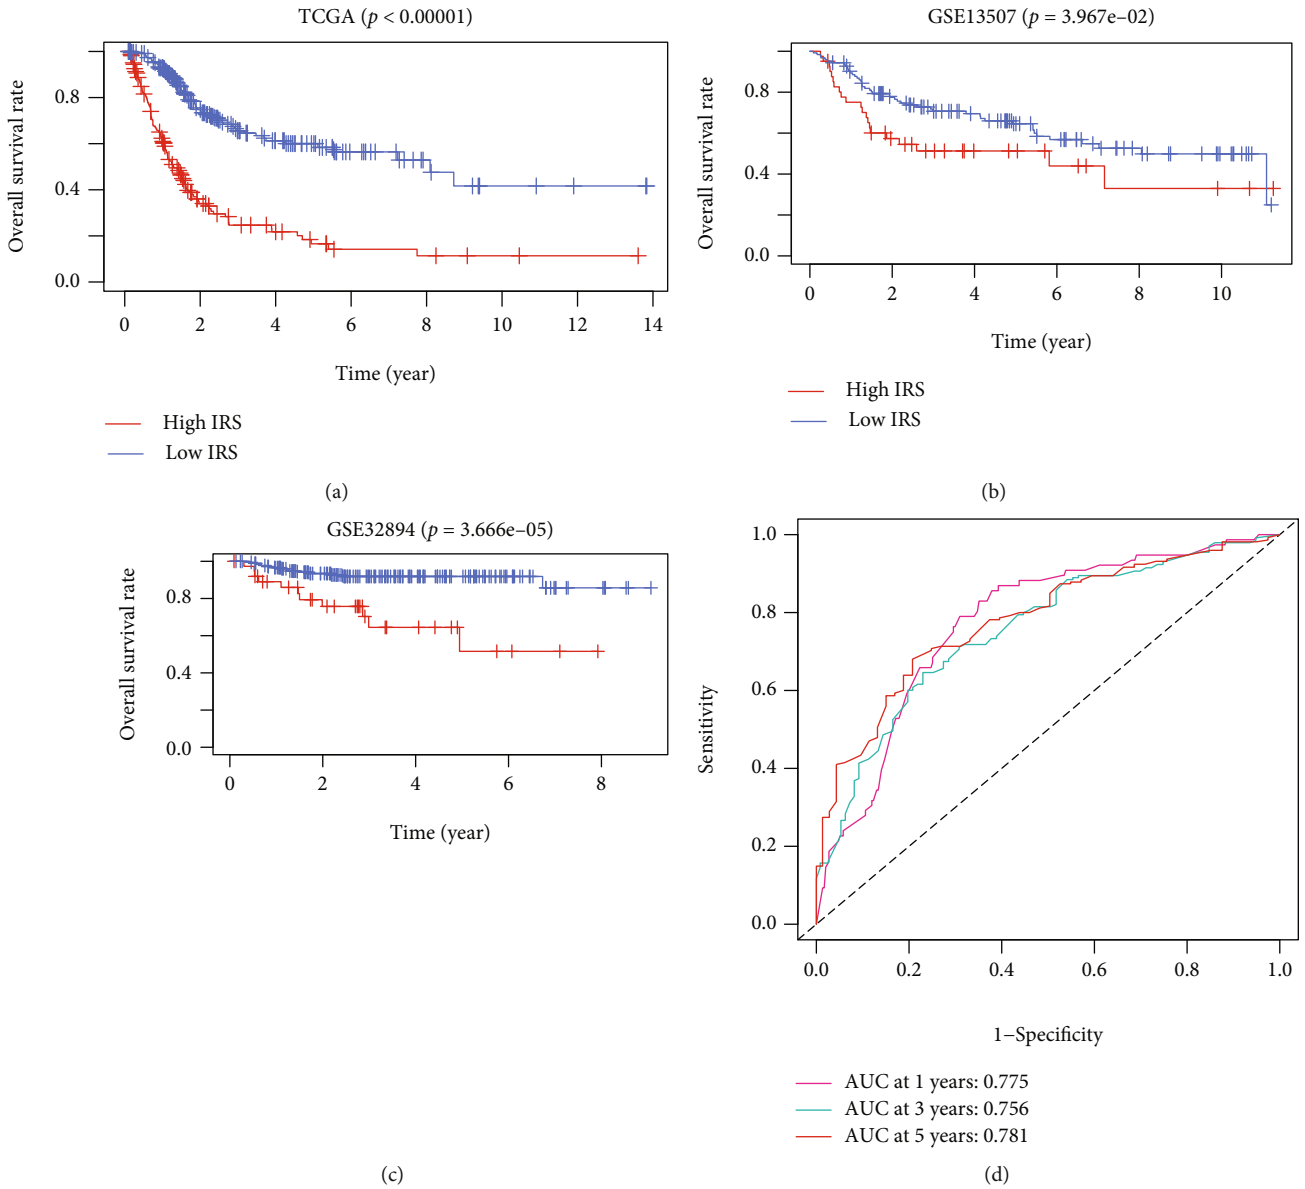 TCGA (p < 0.00001)
Overall survival rate
0.8
0.4
0.0
0 2 4 6 8 10 12 14
Time (year)
High IRS
Low IRS
(a)
GSE13507 (p = 3.967e–02)
Overall survival rate
0.8
0.4
0.0
0 2 4 6 8 10
Time (year)
High IRS
Low IRS
(b)
GSE32894 (p = 3.666e–05)
Overall survival rate
0.8
0.4
0.0
0 2 4 6 8
Time (year)
(c)
Sensitivity
1.0
0.8
0.6
0.4
0.2
0.0
0.0 0.2 0.4 0.6 0.8 1.0
1–Specificity
AUC at 1 years: 0.775
AUC at 3 years: 0.756
AUC at 5 years: 0.781
(d)